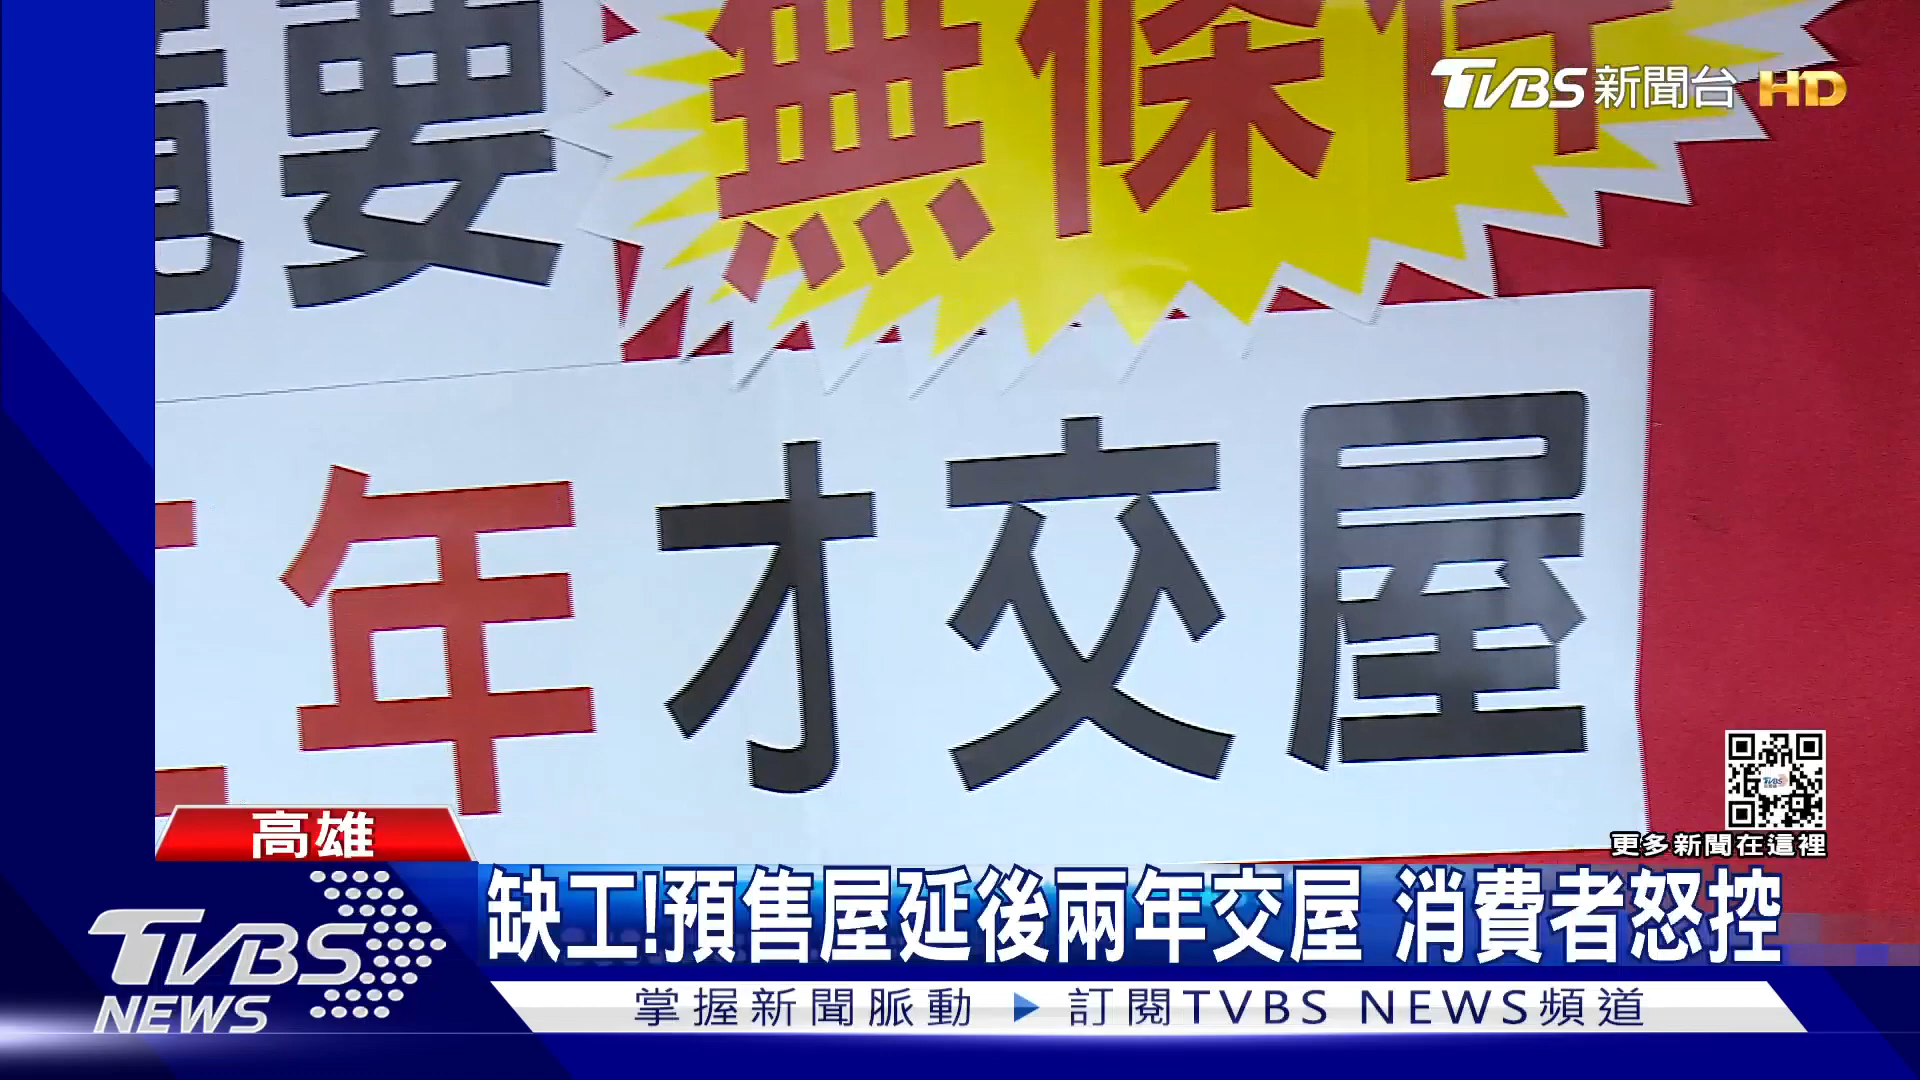 TVBS新聞台 HD
要 無條件
年才交屋
高雄
更多新聞在這裡
缺工!預售屋延後兩年交屋 消費者怒控
TVBS NEWS
掌握新聞脈動 ▶ 訂閱TVBS NEWS頻道